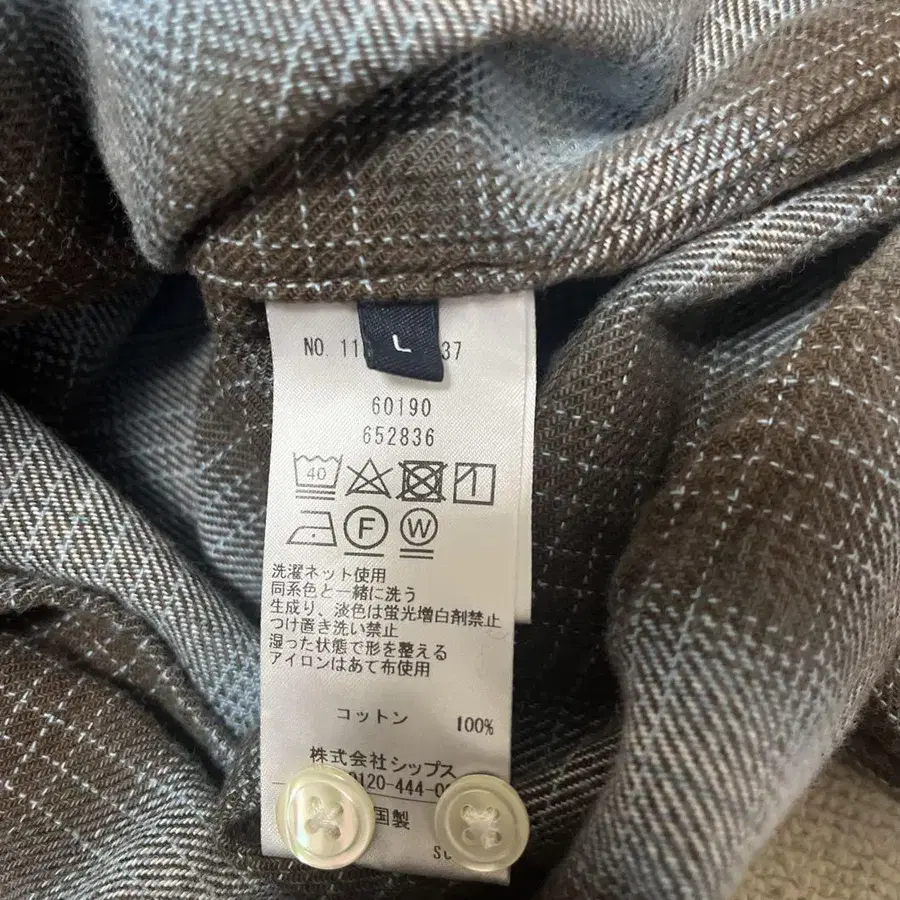 L
NO. 11 37
60190
652836
40
F W
洗濯ネット使用
同系色と一緒に洗う
生成り、淡色は蛍光増白剤禁止
つけ置き洗い禁止
湿った状態で形を整える
アイロンはあて布使用
コットン 100%
株式会社シップス
0120-444-0
国製